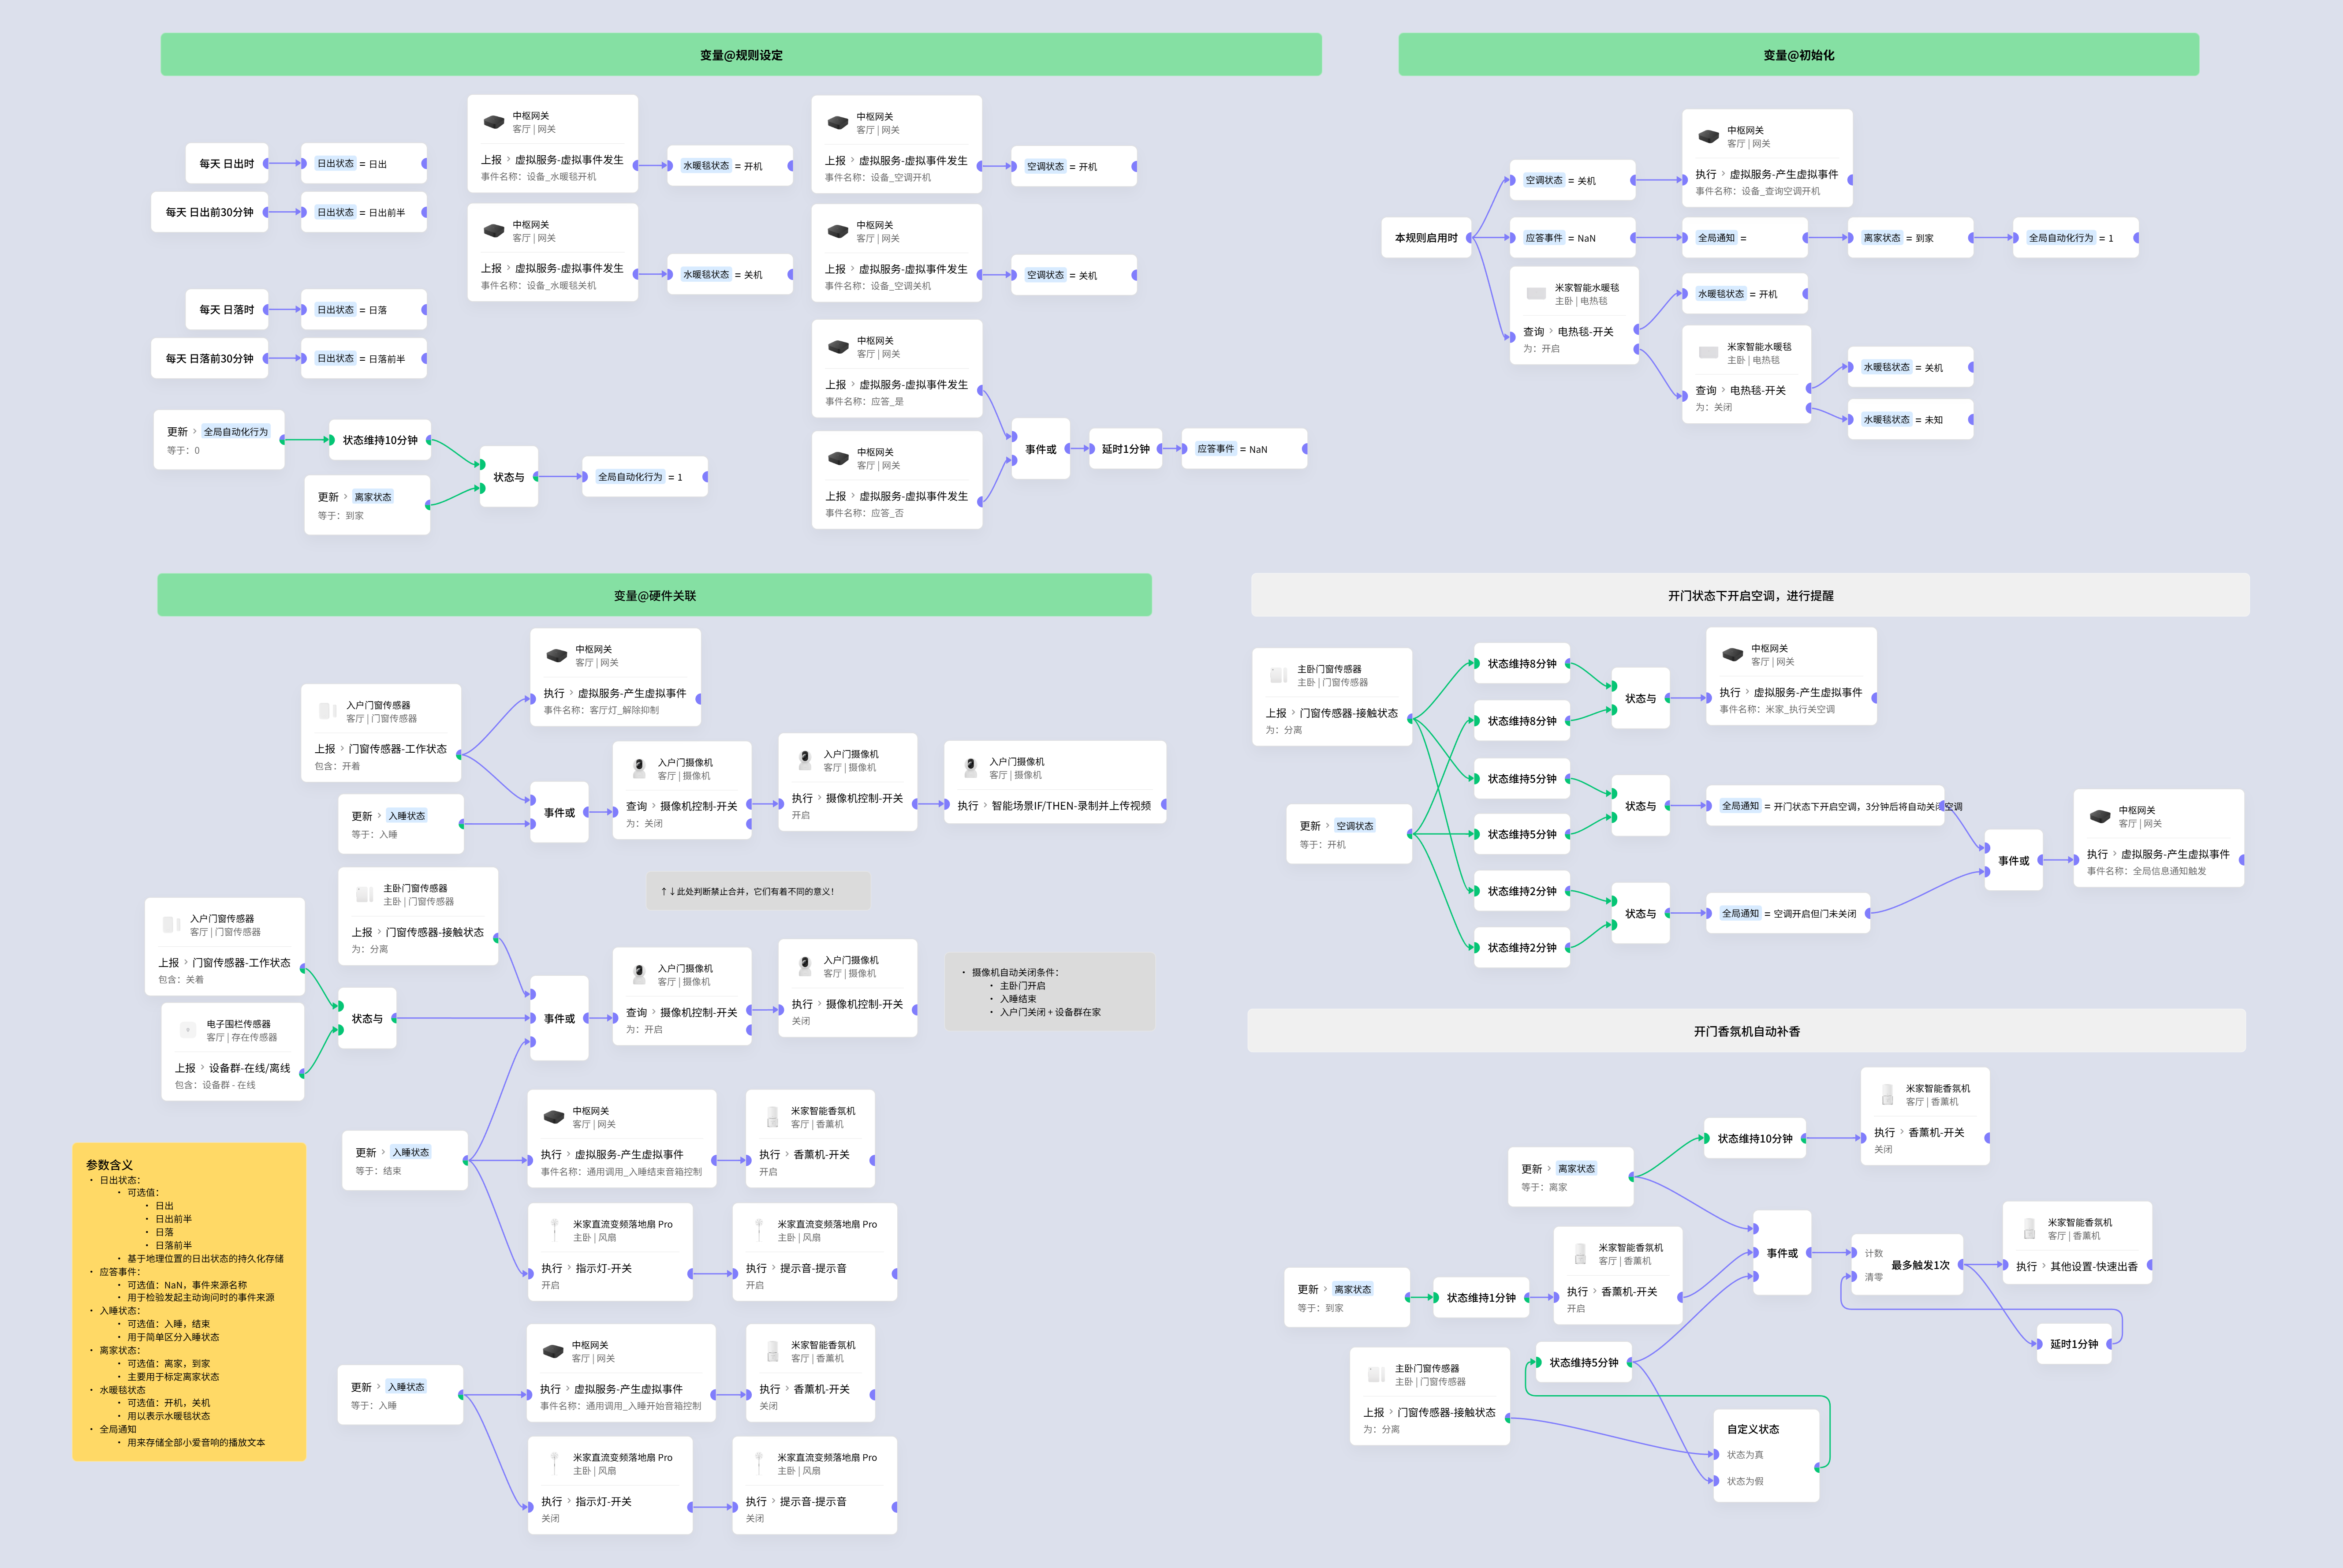 变量@规则设定
每天 日出时
日出状态 = 日出
每天 日出前30分钟
日出状态 = 日出前半
每天 日落时
日出状态 = 日落
每天 日落前30分钟
日出状态 = 日落前半
中枢网关
客厅 | 网关
上报 › 虚拟服务-虚拟事件发生
事件名称：设备_水暖毯开机
水暖毯状态 = 开机
中枢网关
客厅 | 网关
上报 › 虚拟服务-虚拟事件发生
事件名称：设备_水暖毯关机
水暖毯状态 = 关机
中枢网关
客厅 | 网关
上报 › 虚拟服务-虚拟事件发生
事件名称：设备_空调开机
空调状态 = 开机
中枢网关
客厅 | 网关
上报 › 虚拟服务-虚拟事件发生
事件名称：设备_空调关机
空调状态 = 关机
更新 › 全局自动化行为
等于：0
状态维持10分钟
更新 › 离家状态
等于：到家
状态与
全局自动化行为 = 1
中枢网关
客厅 | 网关
上报 › 虚拟服务-虚拟事件发生
事件名称：应答_是
中枢网关
客厅 | 网关
上报 › 虚拟服务-虚拟事件发生
事件名称：应答_否
事件或
延时1分钟
应答事件 = NaN
变量@初始化
本规则启用时
空调状态 = 关机
中枢网关
客厅 | 网关
执行 › 虚拟服务-产生虚拟事件
事件名称：设备_查询空调开机
应答事件 = NaN
全局通知 =
离家状态 = 到家
全局自动化行为 = 1
米家智能水暖毯
主卧 | 电热毯
查询 › 电热毯-开关
为：开启
水暖毯状态 = 开机
米家智能水暖毯
主卧 | 电热毯
查询 › 电热毯-开关
为：关闭
水暖毯状态 = 关机
水暖毯状态 = 未知
变量@硬件关联
入户门窗传感器
客厅 | 门窗传感器
上报 › 门窗传感器-工作状态
包含：开着
中枢网关
客厅 | 网关
执行 › 虚拟服务-产生虚拟事件
事件名称：客厅灯_解除抑制
更新 › 入睡状态
等于：入睡
事件或
入户门摄像机
客厅 | 摄像机
查询 › 摄像机控制-开关
为：关闭
入户门摄像机
客厅 | 摄像机
执行 › 摄像机控制-开关
开启
入户门摄像机
客厅 | 摄像机
执行 › 智能场景IF/THEN-录制并上传视频
↑↓此处判断禁止合并，它们有着不同的意义！
主卧门窗传感器
主卧 | 门窗传感器
上报 › 门窗传感器-接触状态
为：分离
入户门窗传感器
客厅 | 门窗传感器
上报 › 门窗传感器-工作状态
包含：关着
电子围栏传感器
客厅 | 存在传感器
上报 › 设备群-在线/离线
包含：设备群 - 在线
状态与
事件或
入户门摄像机
客厅 | 摄像机
查询 › 摄像机控制-开关
为：开启
入户门摄像机
客厅 | 摄像机
执行 › 摄像机控制-开关
关闭
• 摄像机自动关闭条件：
• 主卧门开启
• 入睡结束
• 入户门关闭 + 设备群在家
更新 › 入睡状态
等于：结束
中枢网关
客厅 | 网关
执行 › 虚拟服务-产生虚拟事件
事件名称：通用调用_入睡结束音箱控制
米家智能香氛机
客厅 | 香薰机
执行 › 香薰机-开关
开启
米家直流变频落地扇 Pro
主卧 | 风扇
执行 › 指示灯-开关
开启
米家直流变频落地扇 Pro
主卧 | 风扇
执行 › 提示音-提示音
开启
更新 › 入睡状态
等于：入睡
中枢网关
客厅 | 网关
执行 › 虚拟服务-产生虚拟事件
事件名称：通用调用_入睡开始音箱控制
米家智能香氛机
客厅 | 香薰机
执行 › 香薰机-开关
关闭
米家直流变频落地扇 Pro
主卧 | 风扇
执行 › 指示灯-开关
关闭
米家直流变频落地扇 Pro
主卧 | 风扇
执行 › 提示音-提示音
关闭
参数含义
• 日出状态：
• 可选值：
• 日出
• 日出前半
• 日落
• 日落前半
• 基于地理位置的日出状态的持久化存储
• 应答事件：
• 可选值：NaN，事件来源名称
• 用于检验发起主动询问时的事件来源
• 入睡状态：
• 可选值：入睡，结束
• 用于简单区分入睡状态
• 离家状态：
• 可选值：离家，到家
• 主要用于标定离家状态
• 水暖毯状态
• 可选值：开机，关机
• 用以表示水暖毯状态
• 全局通知
• 用来存储全部小爱音响的播放文本
开门状态下开启空调，进行提醒
主卧门窗传感器
主卧 | 门窗传感器
上报 › 门窗传感器-接触状态
为：分离
更新 › 空调状态
等于：开机
状态维持8分钟
状态维持8分钟
状态维持5分钟
状态维持5分钟
状态维持2分钟
状态维持2分钟
状态与
状态与
状态与
中枢网关
客厅 | 网关
执行 › 虚拟服务-产生虚拟事件
事件名称：米家_执行关空调
全局通知 = 开门状态下开启空调，3分钟后将自动关闭空调
全局通知 = 空调开启但门未关闭
事件或
中枢网关
客厅 | 网关
执行 › 虚拟服务-产生虚拟事件
事件名称：全局信息通知触发
开门香氛机自动补香
更新 › 离家状态
等于：离家
状态维持10分钟
米家智能香氛机
客厅 | 香薰机
执行 › 香薰机-开关
关闭
更新 › 离家状态
等于：到家
状态维持1分钟
米家智能香氛机
客厅 | 香薰机
执行 › 香薰机-开关
开启
事件或
计数
最多触发1次
清零
米家智能香氛机
客厅 | 香薰机
执行 › 其他设置-快速出香
延时1分钟
状态维持5分钟
主卧门窗传感器
主卧 | 门窗传感器
上报 › 门窗传感器-接触状态
为：分离
自定义状态
状态为真
状态为假